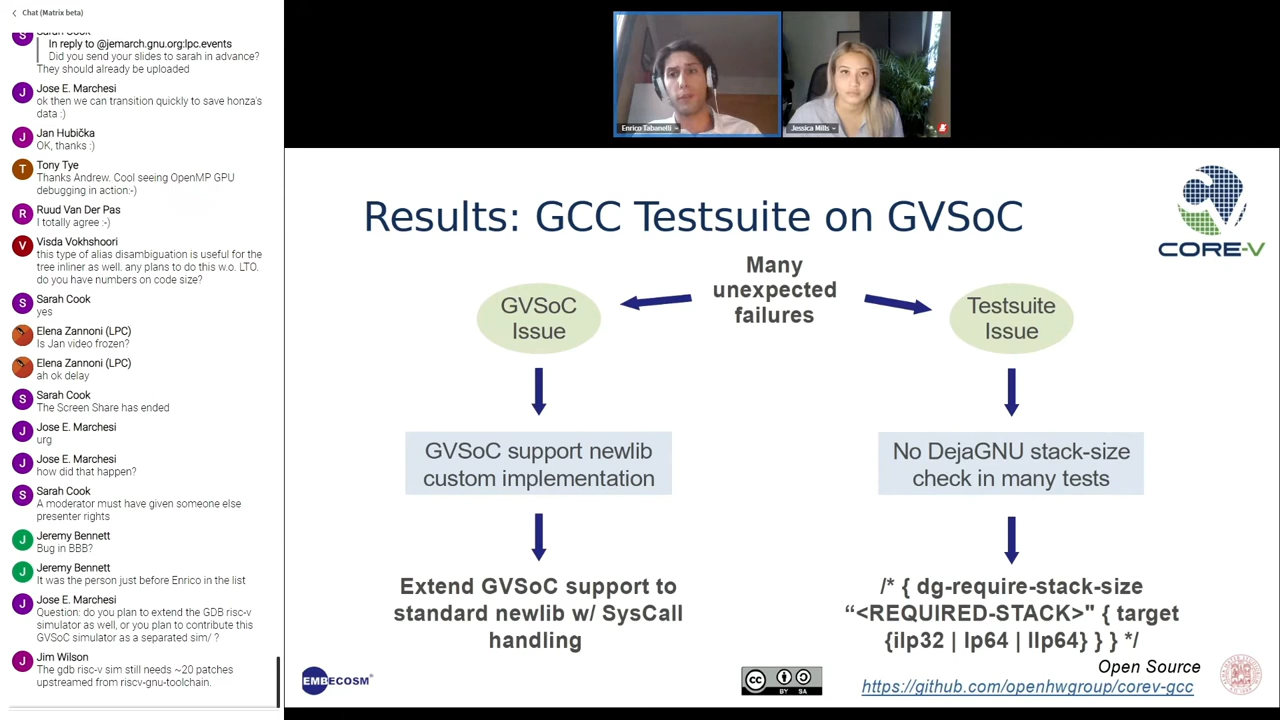 Chat (Matrix beta)
Sarah Cook
In reply to @jemarch.gnu.org:lpc.events
Did you send your slides to sarah in advance?
They should already be uploaded
Jose E. Marchesi
ok then we can transition quickly to save honza's
data :)
Jan Hubička
OK, thanks :)
Tony Tye
Thanks Andrew. Cool seeing OpenMP GPU
debugging in action:-)
Ruud Van Der Pas
I totally agree :-)
Visda Vokhshoori
this type of alias disambiguation is useful for the
tree inliner as well. any plans to do this w.o. LTO.
do you have numbers on code size?
Sarah Cook
yes
Elena Zannoni (LPC)
Is Jan video frozen?
Elena Zannoni (LPC)
ah ok delay
Sarah Cook
The Screen Share has ended
Jose E. Marchesi
urg
Jose E. Marchesi
how did that happen?
Sarah Cook
A moderator must have given someone else
presenter rights
Jeremy Bennett
Bug in BBB?
Jeremy Bennett
It was the person just before Enrico in the list
Jose E. Marchesi
Question: do you plan to extend the GDB risc-v
simulator as well, or you plan to contribute this
GVSoC simulator as a separated sim/ ?
Jim Wilson
The gdb risc-v sim still needs ~20 patches
upstreamed from riscv-gnu-toolchain.
S
J
J
T
R
V
S
S
J
J
S
J
J
J
J
Enrico Tabanelli
Jessica Mills
Results: GCC Testsuite on GVSoC
CORE-V
Many
unexpected
failures
GVSoC
Issue
Testsuite
Issue
GVSoC support newlib
custom implementation
No DejaGNU stack-size
check in many tests
Extend GVSoC support to
standard newlib w/ SysCall
handling
/* { dg-require-stack-size
“<REQUIRED-STACK>" { target
{ilp32 | lp64 | llp64} } } */
EMBECOSM®
cc
BY SA
Open Source
https://github.com/openhwgroup/corev-gcc